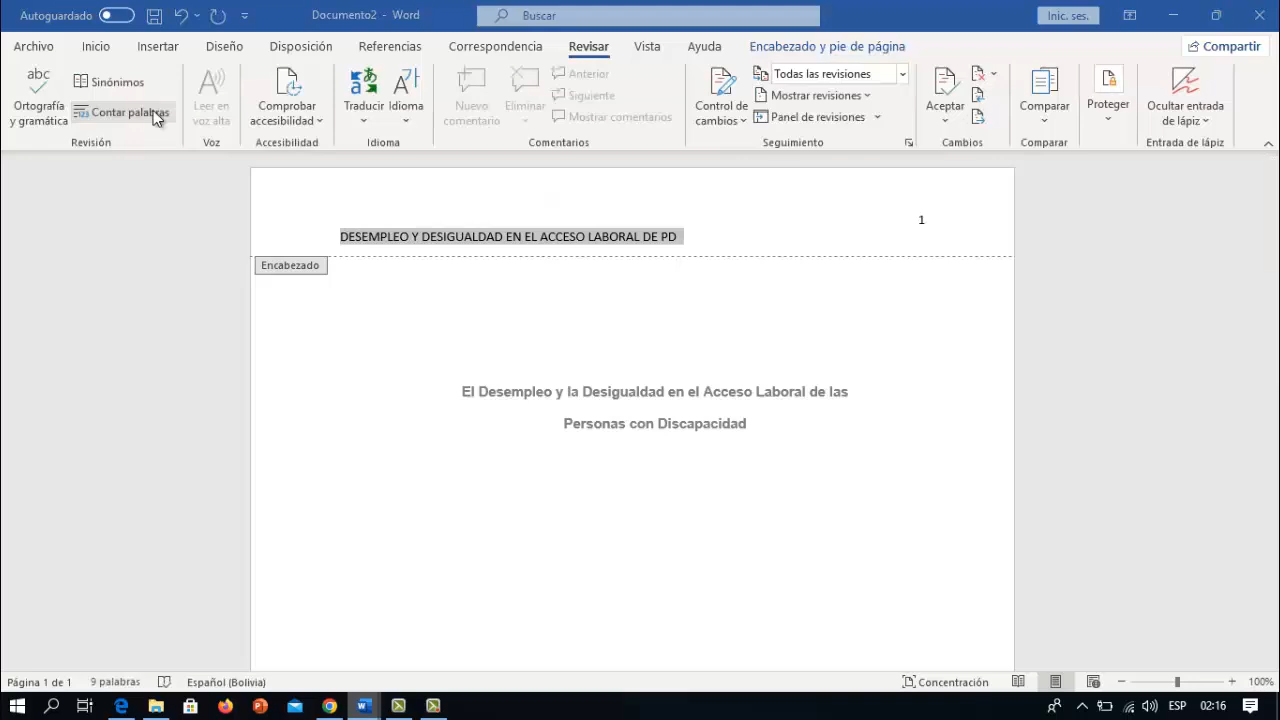 Autoguardado
Documento2 - Word
Buscar
Inic. ses.
Archivo Inicio Insertar Diseño Disposición Referencias Correspondencia Revisar Vista Ayuda Encabezado y pie de página
Compartir
abc
Ortografía
y gramática
Sinónimos
123 Contar palabras
Revisión
Leer en
voz alta
Voz
Comprobar
accesibilidad
Accesibilidad
Traducir
Idioma
Idioma
Nuevo
comentario
Eliminar
Anterior
Siguiente
Mostrar comentarios
Comentarios
Control de
cambios
Todas las revisiones
Mostrar revisiones
Panel de revisiones
Seguimiento
Aceptar
Cambios
Comparar
Comparar
Proteger
Ocultar entrada
de lápiz
Entrada de lápiz
1
DESEMPLEO Y DESIGUALDAD EN EL ACCESO LABORAL DE PD
Encabezado
El Desempleo y la Desigualdad en el Acceso Laboral de las
Personas con Discapacidad
Página 1 de 1 9 palabras Español (Bolivia)
Concentración
100%
ESP 02:16